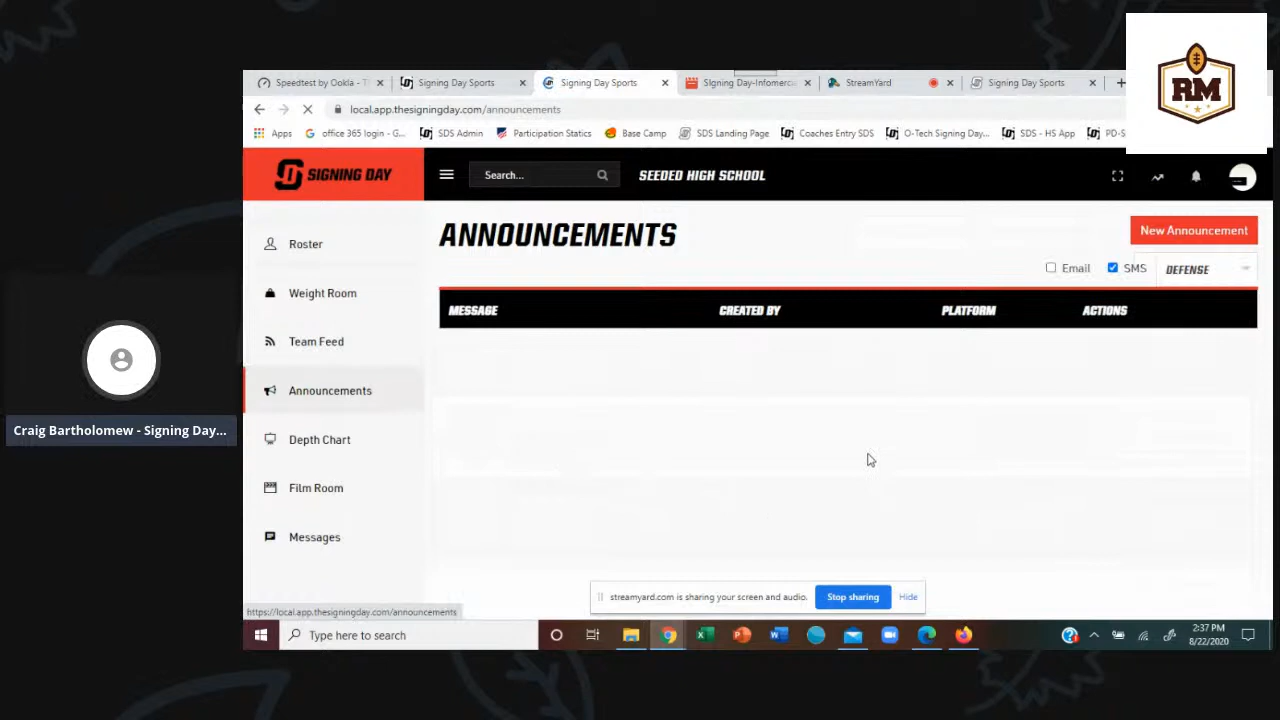 RM
Speedtest by Ookla - T
Signing Day Sports
Signing Day Sports
SIgning Day-Infomerci
StreamYard
Signing Day Sports
local.app.thesigningday.com/announcements
Apps
office 365 login - G...
SDS Admin
Participation Statics
Base Camp
SDS Landing Page
Coaches Entry SDS
O-Tech Signing Day...
SDS - HS App
PD-S
SIGNING DAY
Search...
SEEDED HIGH SCHOOL
Roster
Weight Room
Team Feed
Announcements
Depth Chart
Film Room
Messages
ANNOUNCEMENTS
New Announcement
Email
SMS
DEFENSE
MESSAGE
CREATED BY
PLATFORM
ACTIONS
Craig Bartholomew - Signing Day...
streamyard.com is sharing your screen and audio.
Stop sharing
Hide
https://local.app.thesigningday.com/announcements
Type here to search
2:37 PM
8/22/2020